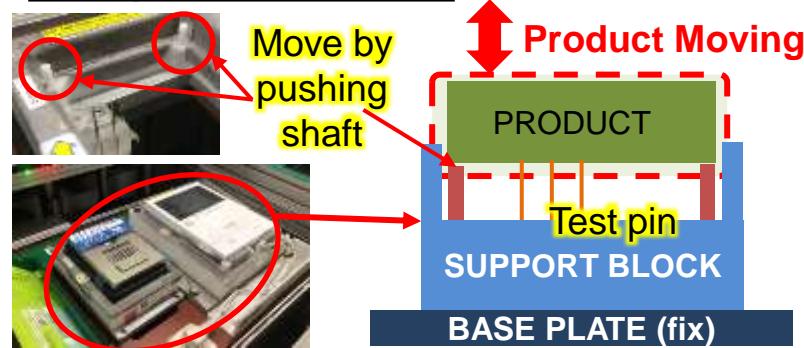 Move by
pushing
shaft
Product Moving
PRODUCT
Test pin
SUPPORT BLOCK
BASE PLATE (fix)